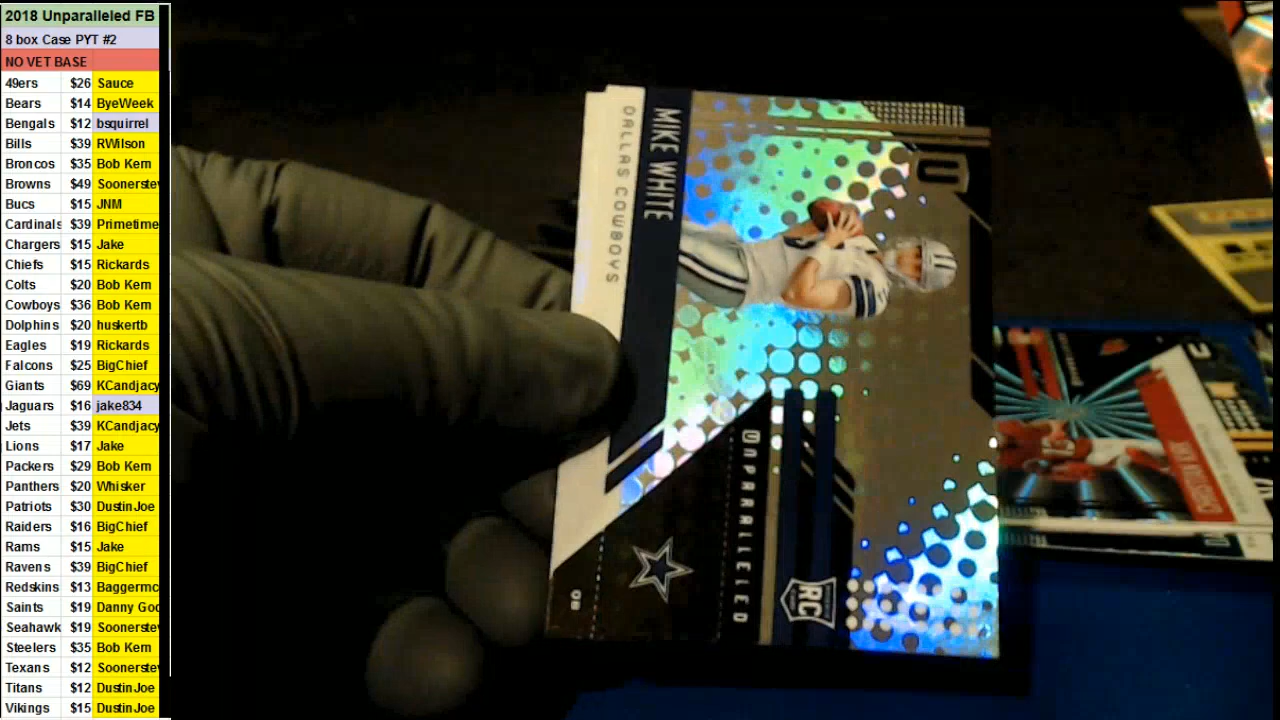 2018 Unparalleled FB
8 box Case PYT #2
NO VET BASE
49ers $26 Sauce
Bears $14 ByeWeek
Bengals $12 bsquirrel
Bills $39 RWilson
Broncos $35 Bob Kern
Browns $49 Soonerstev
Bucs $15 JNM
Cardinals $39 Primetime
Chargers $15 Jake
Chiefs $15 Rickards
Colts $20 Bob Kern
Cowboys $36 Bob Kern
Dolphins $20 huskertb
Eagles $19 Rickards
Falcons $25 BigChief
Giants $69 KCandjacy
Jaguars $16 jake834
Jets $39 KCandjacy
Lions $17 Jake
Packers $29 Bob Kern
Panthers $20 Whisker
Patriots $30 DustinJoe
Raiders $16 BigChief
Rams $15 Jake
Ravens $39 BigChief
Redskins $13 Baggermc
Saints $19 Danny Goo
Seahawk $19 Soonerstev
Steelers $35 Bob Kern
Texans $12 Soonerstev
Titans $12 DustinJoe
Vikings $15 DustinJoe
MIKE WHITE
DALLAS COWBOYS
U
UNPARALLELED
RC
QB